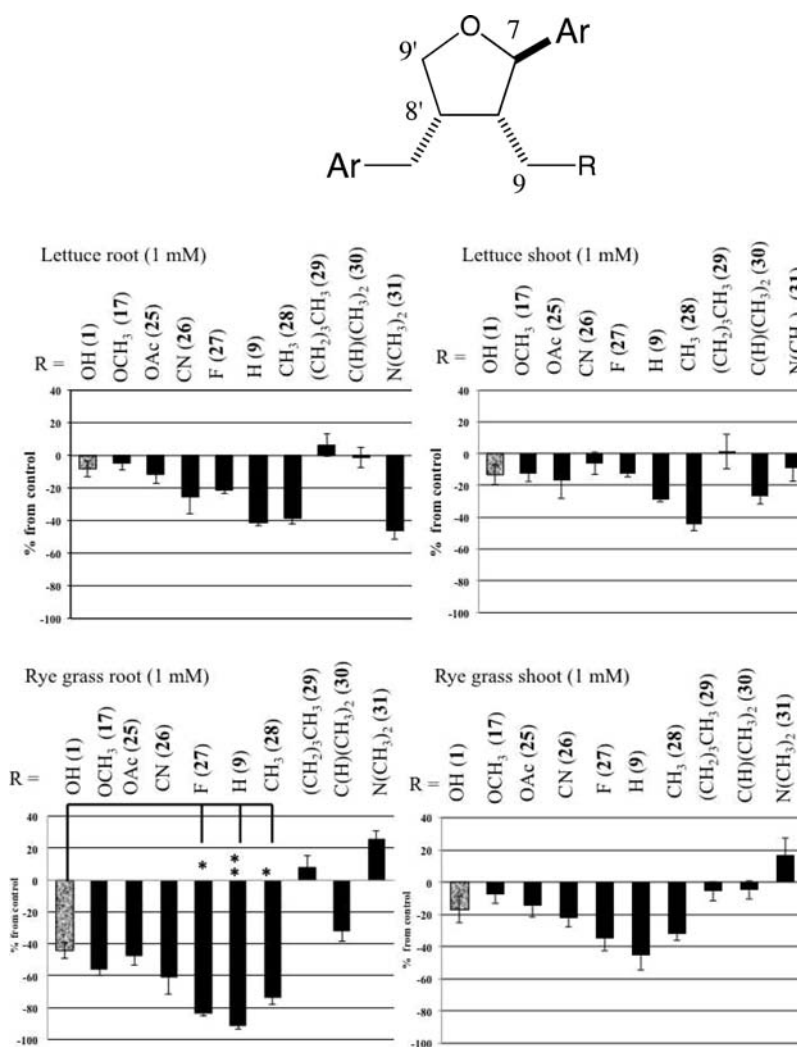 O
7
Ar
9'
8'
Ar
9
R
Lettuce root (1 mM)
R =
OH (1)
OCH₃ (17)
OAc (25)
CN (26)
F (27)
H (9)
CH₃ (28)
(CH₂)₃CH₃ (29)
C(H)(CH₃)₂ (30)
N(CH₃)₂ (31)
% from control
40
20
0
-20
-40
-60
-80
-100
Lettuce shoot (1 mM)
R =
OH (1)
OCH₃ (17)
OAc (25)
CN (26)
F (27)
H (9)
CH₃ (28)
(CH₂)₃CH₃ (29)
C(H)(CH₃)₂ (30)
N(CH₃)₂ (31)
% from control
40
20
0
-20
-40
-60
-80
-100
Rye grass root (1 mM)
R =
OH (1)
OCH₃ (17)
OAc (25)
CN (26)
F (27)
H (9)
CH₃ (28)
(CH₂)₃CH₃ (29)
C(H)(CH₃)₂ (30)
N(CH₃)₂ (31)
% from control
40
20
0
-20
-40
-60
-80
-100
*
**
*
Rye grass shoot (1 mM)
R =
OH (1)
OCH₃ (17)
OAc (25)
CN (26)
F (27)
H (9)
CH₃ (28)
(CH₂)₃CH₃ (29)
C(H)(CH₃)₂ (30)
N(CH₃)₂ (31)
% from control
40
20
0
-20
-40
-60
-80
-100